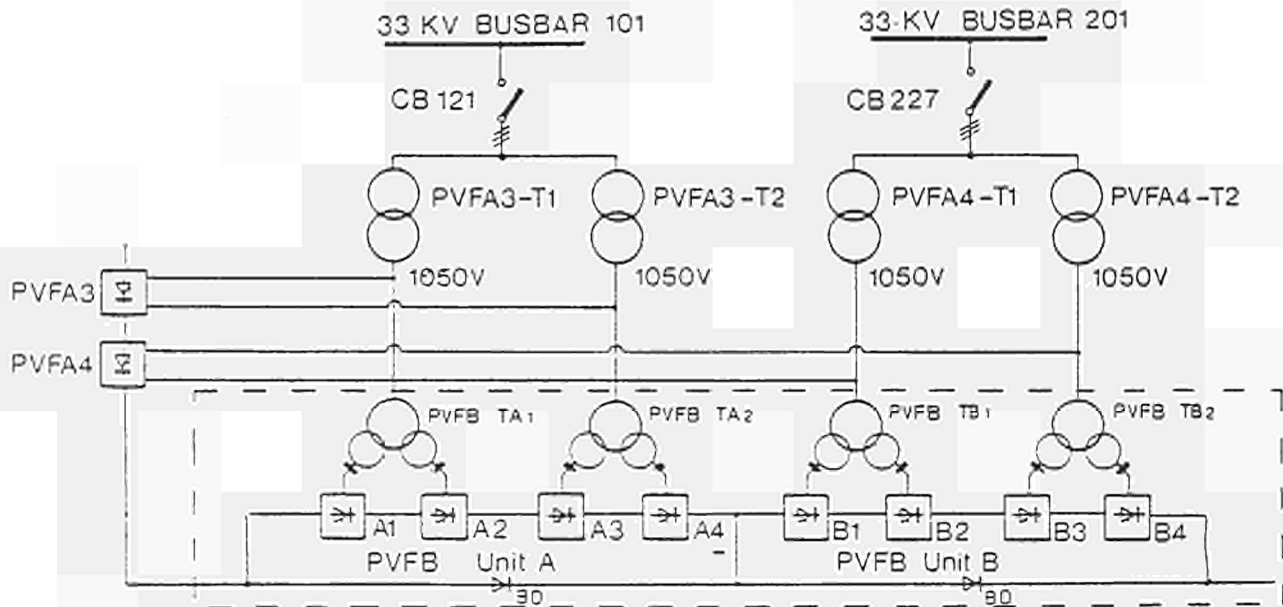 33 KV BUSBAR 101
33-KV BUSBAR 201
CB 121
CB 227
PVFA3-T1
PVFA3-T2
PVFA4-T1
PVFA4-T2
1050V
1050V
1050V
1050V
PVFA3
PVFA4
PVFB TA1
PVFB TA2
PVFB TB1
PVFB TB2
A1
A2
A3
A4
B1
B2
B3
B4
PVFB Unit A
PVFB Unit B